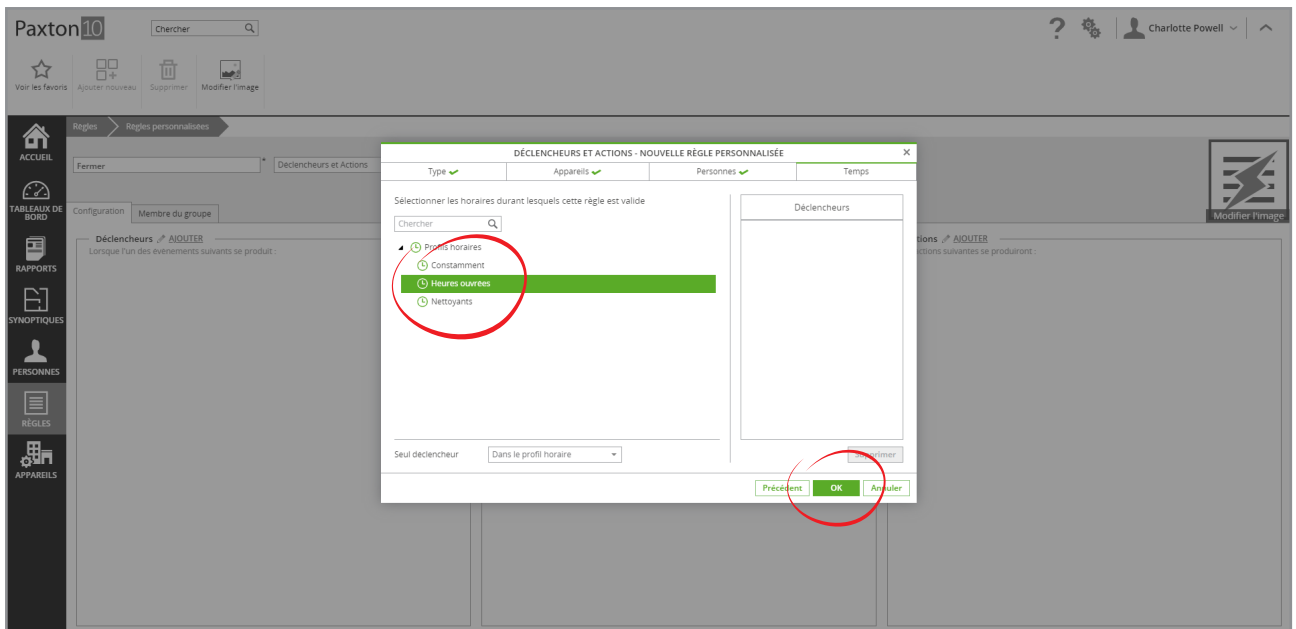 Paxton10
Chercher
Charlotte Powell
Voir les favoris
Ajouter nouveau
Supprimer
Modifier l'image
Règles
Règles personnalisées
ACCUEIL
Fermer
*
Déclencheurs et Actions
TABLEAUX DE
BORD
Configuration
Membre du groupe
Modifier l'image
Déclencheurs AJOUTER
Lorsque l'un des événements suivants se produit :
tions AJOUTER
ctions suivantes se produiront :
RAPPORTS
SYNOPTIQUES
PERSONNES
RÈGLES
APPAREILS
DÉCLENCHEURS ET ACTIONS - NOUVELLE RÈGLE PERSONNALISÉE
Type
Appareils
Personnes
Temps
Sélectionner les horaires durant lesquels cette règle est valide
Chercher
Profils horaires
Constamment
Heures ouvrées
Nettoyants
Déclencheurs
Seul déclencheur
Dans le profil horaire
Supprimer
Précédent
OK
Annuler